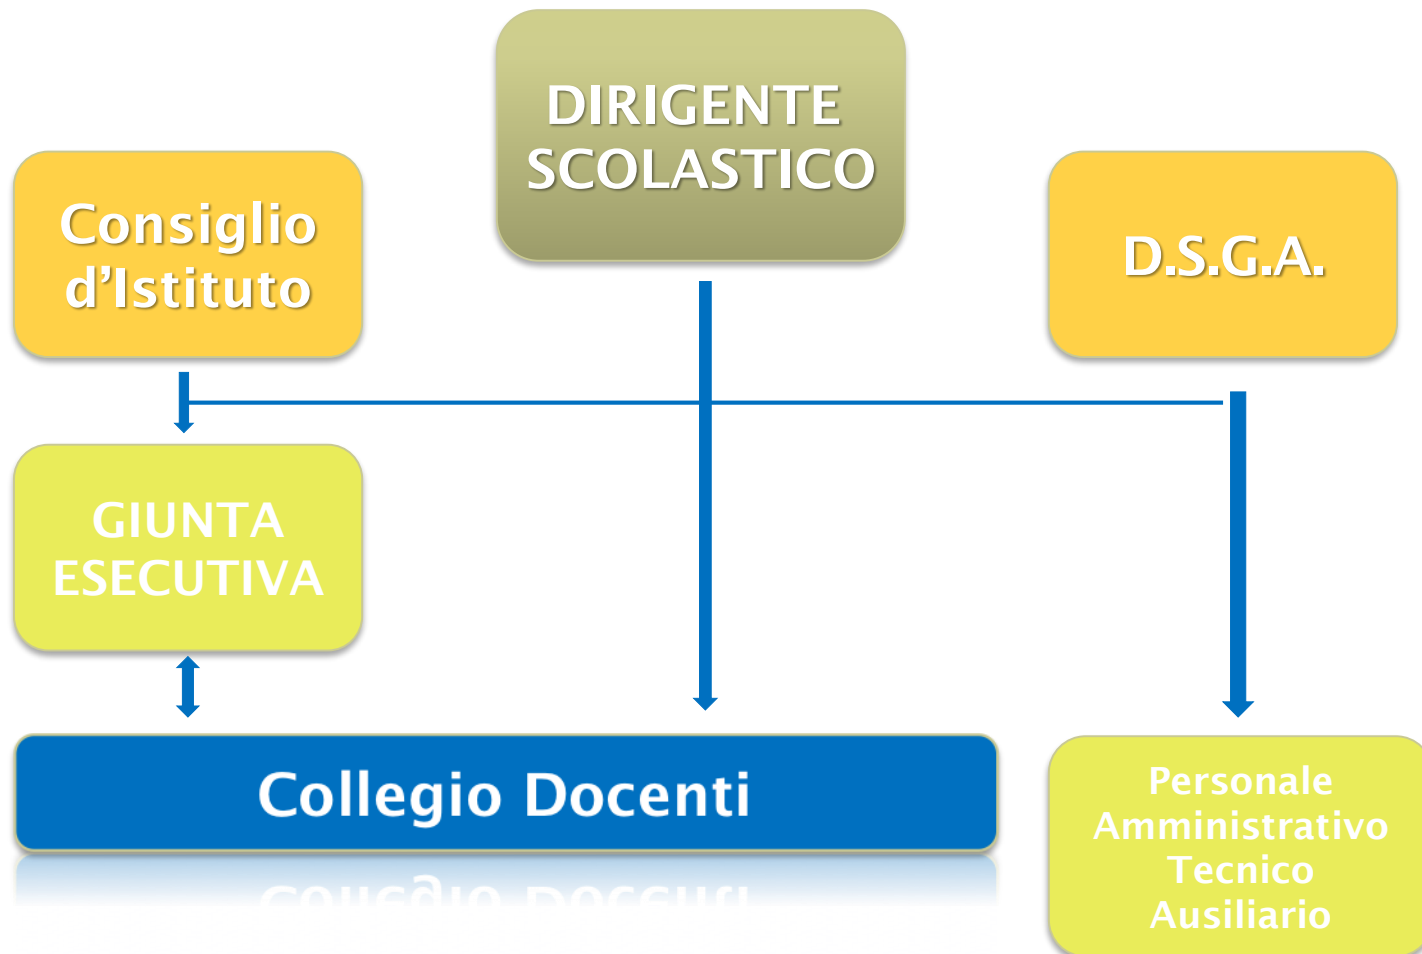 DIRIGENTE
SCOLASTICO
Consiglio
d’Istituto
D.S.G.A.
GIUNTA
ESECUTIVA
Collegio Docenti
Personale
Amministrativo
Tecnico
Ausiliario